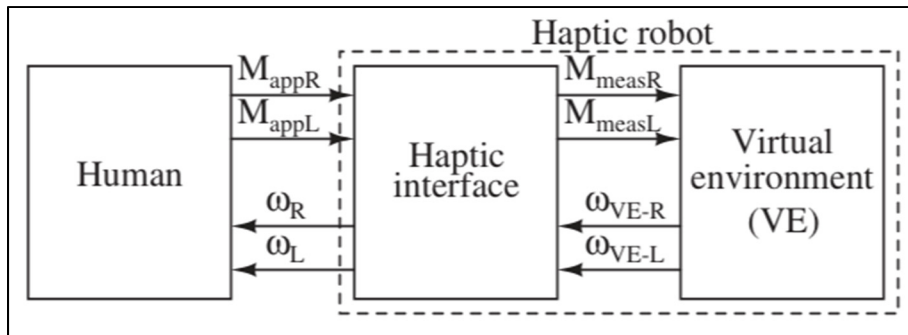 Haptic robot
M_appR
M_appL
Human
ω_R
ω_L
Haptic
interface
M_measR
M_measL
ω_VE-R
ω_VE-L
Virtual
environment
(VE)